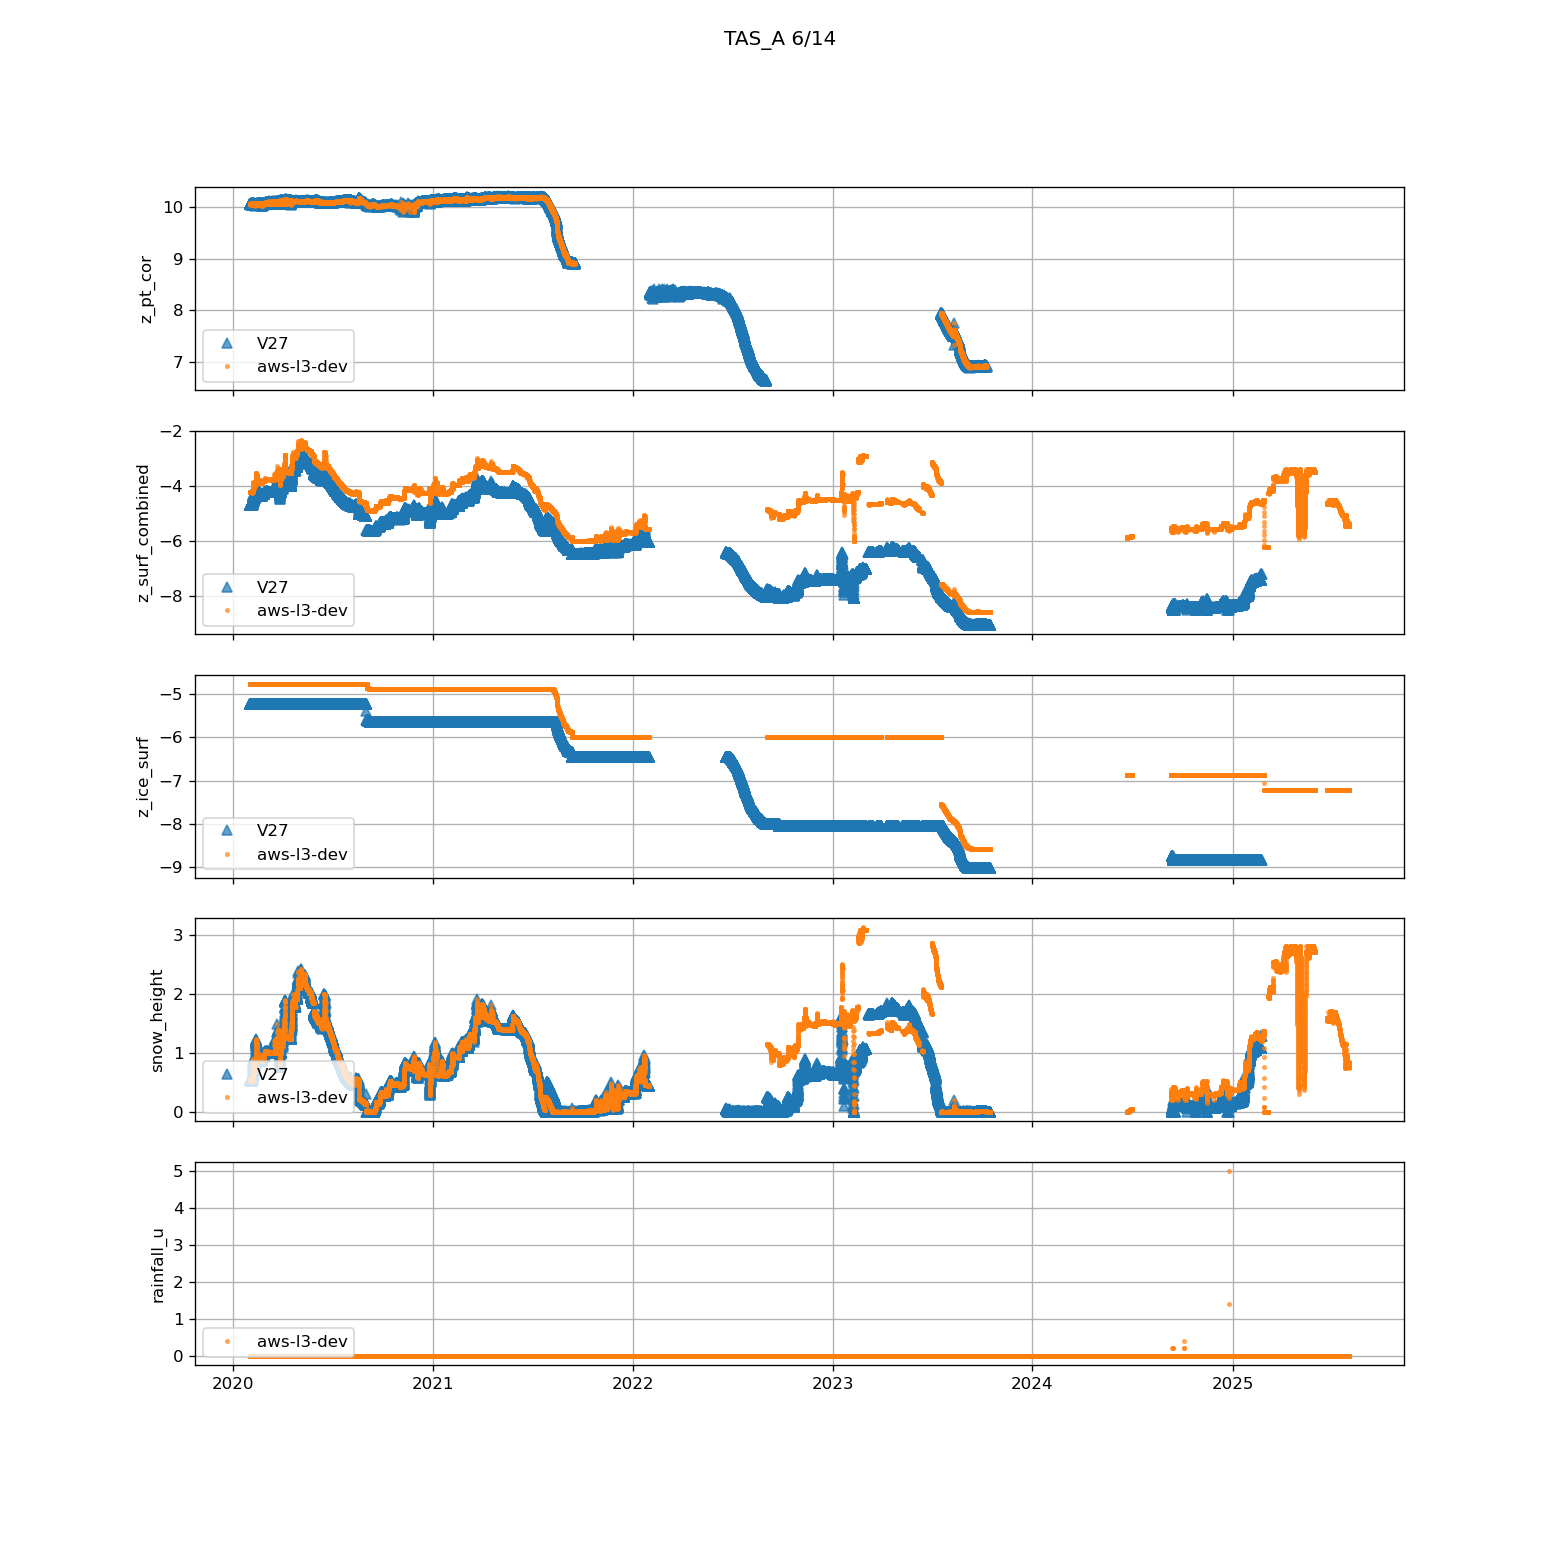 TAS_A 6/14
10
9
8
7
z_pt_cor
V27
aws-l3-dev
−2
−4
−6
−8
z_surf_combined
V27
aws-l3-dev
−5
−6
−7
−8
−9
z_ice_surf
V27
aws-l3-dev
3
2
1
0
snow_height
V27
aws-l3-dev
5
4
3
2
1
0
rainfall_u
aws-l3-dev
2020 2021 2022 2023 2024 2025